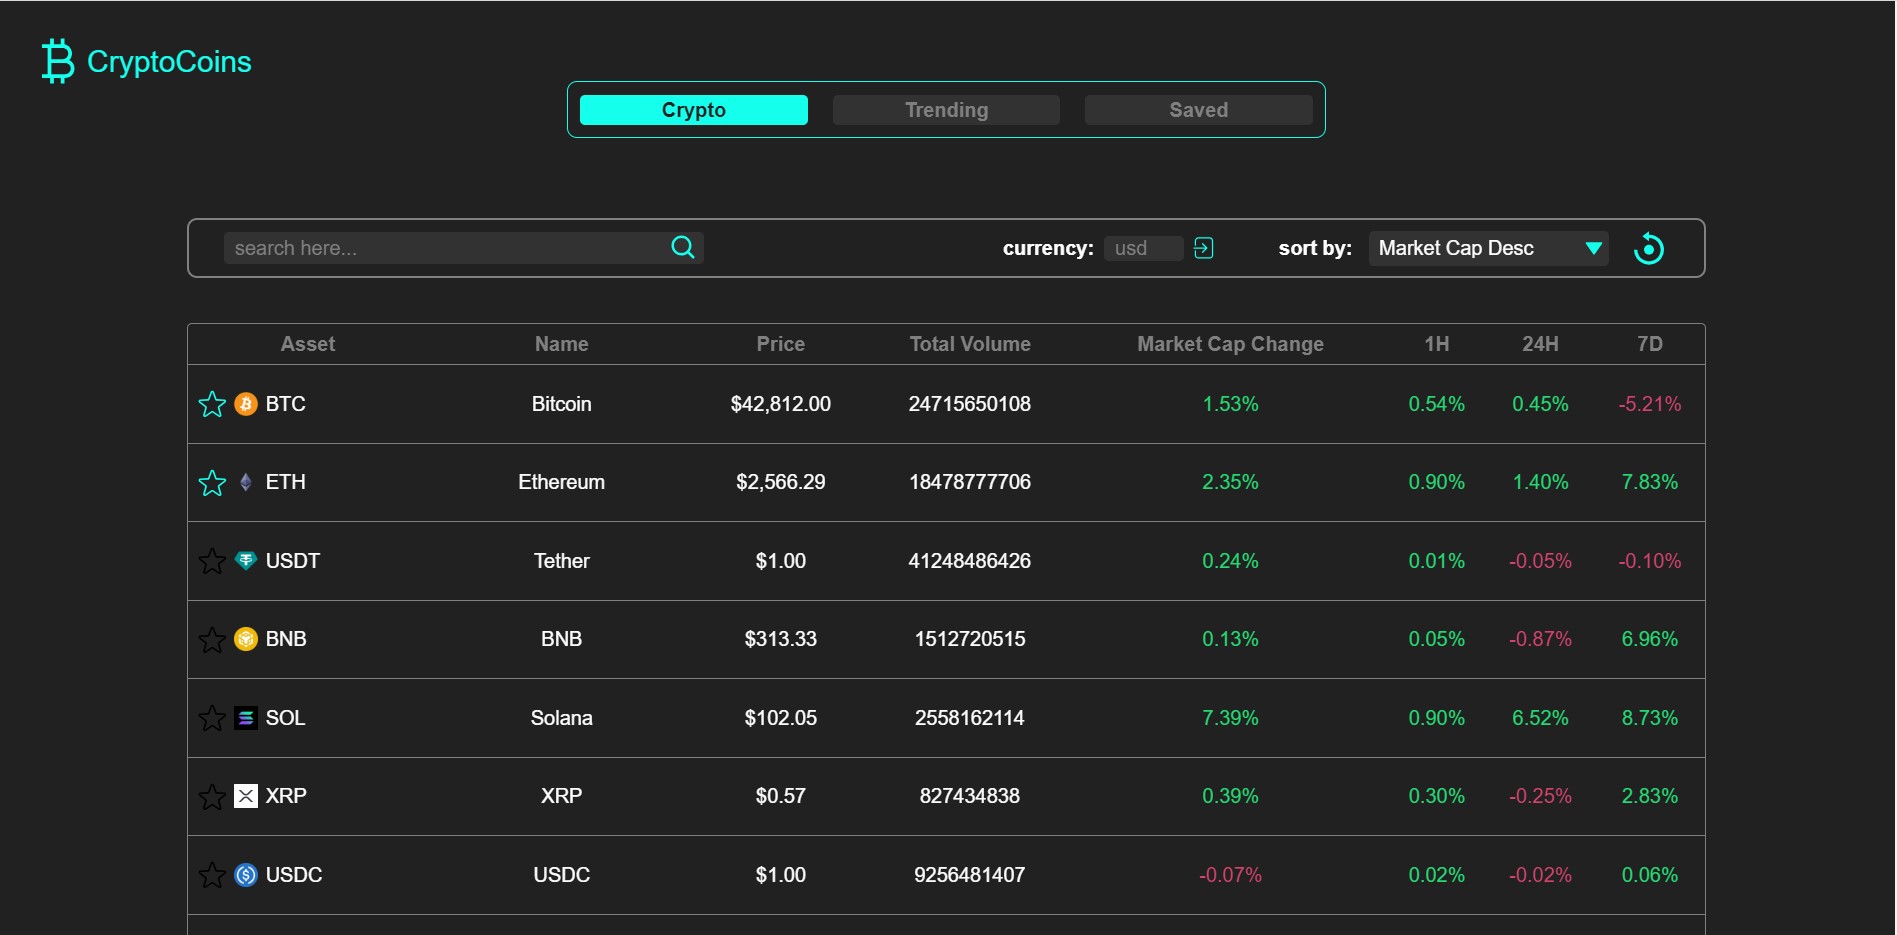 CryptoCoins
Crypto Trending Saved
search here... currency: usd sort by: Market Cap Desc
Asset Name Price Total Volume Market Cap Change 1H 24H 7D
BTC Bitcoin $42,812.00 24715650108 1.53% 0.54% 0.45% -5.21%
ETH Ethereum $2,566.29 18478777706 2.35% 0.90% 1.40% 7.83%
USDT Tether $1.00 41248486426 0.24% 0.01% -0.05% -0.10%
BNB BNB $313.33 1512720515 0.13% 0.05% -0.87% 6.96%
SOL Solana $102.05 2558162114 7.39% 0.90% 6.52% 8.73%
XRP XRP $0.57 827434838 0.39% 0.30% -0.25% 2.83%
USDC USDC $1.00 9256481407 -0.07% 0.02% -0.02% 0.06%